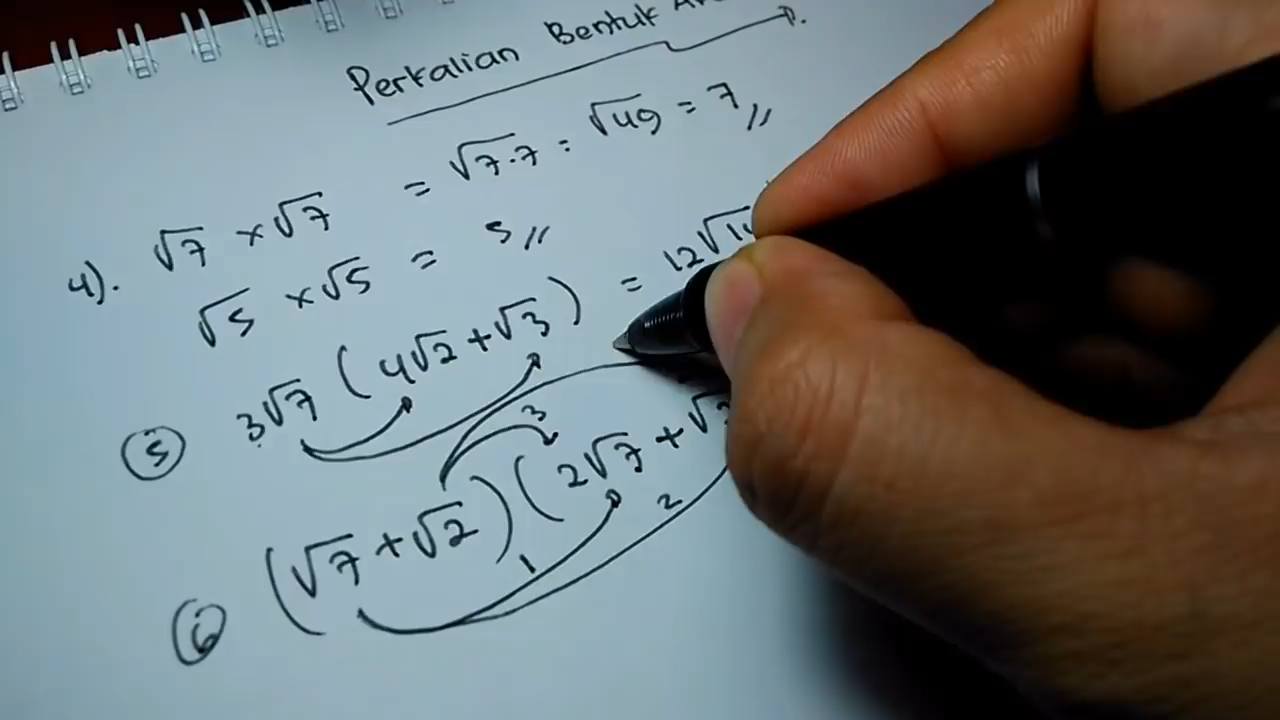 Perkalian Bentuk
4). √7 × √7 = √7.7 = √49 = 7 //
√5 × √5 = 5 //
(5) 3√7 (4√2 + √3) = 12√14
(6) (√7 + √2) (2√7 + √
1 2 3